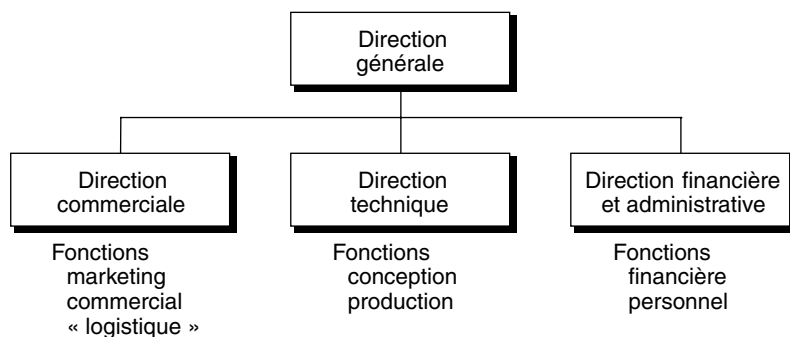 Direction
générale
Direction
commerciale
Direction
technique
Direction financière
et administrative
Fonctions
marketing
commercial
« logistique »
Fonctions
conception
production
Fonctions
financière
personnel